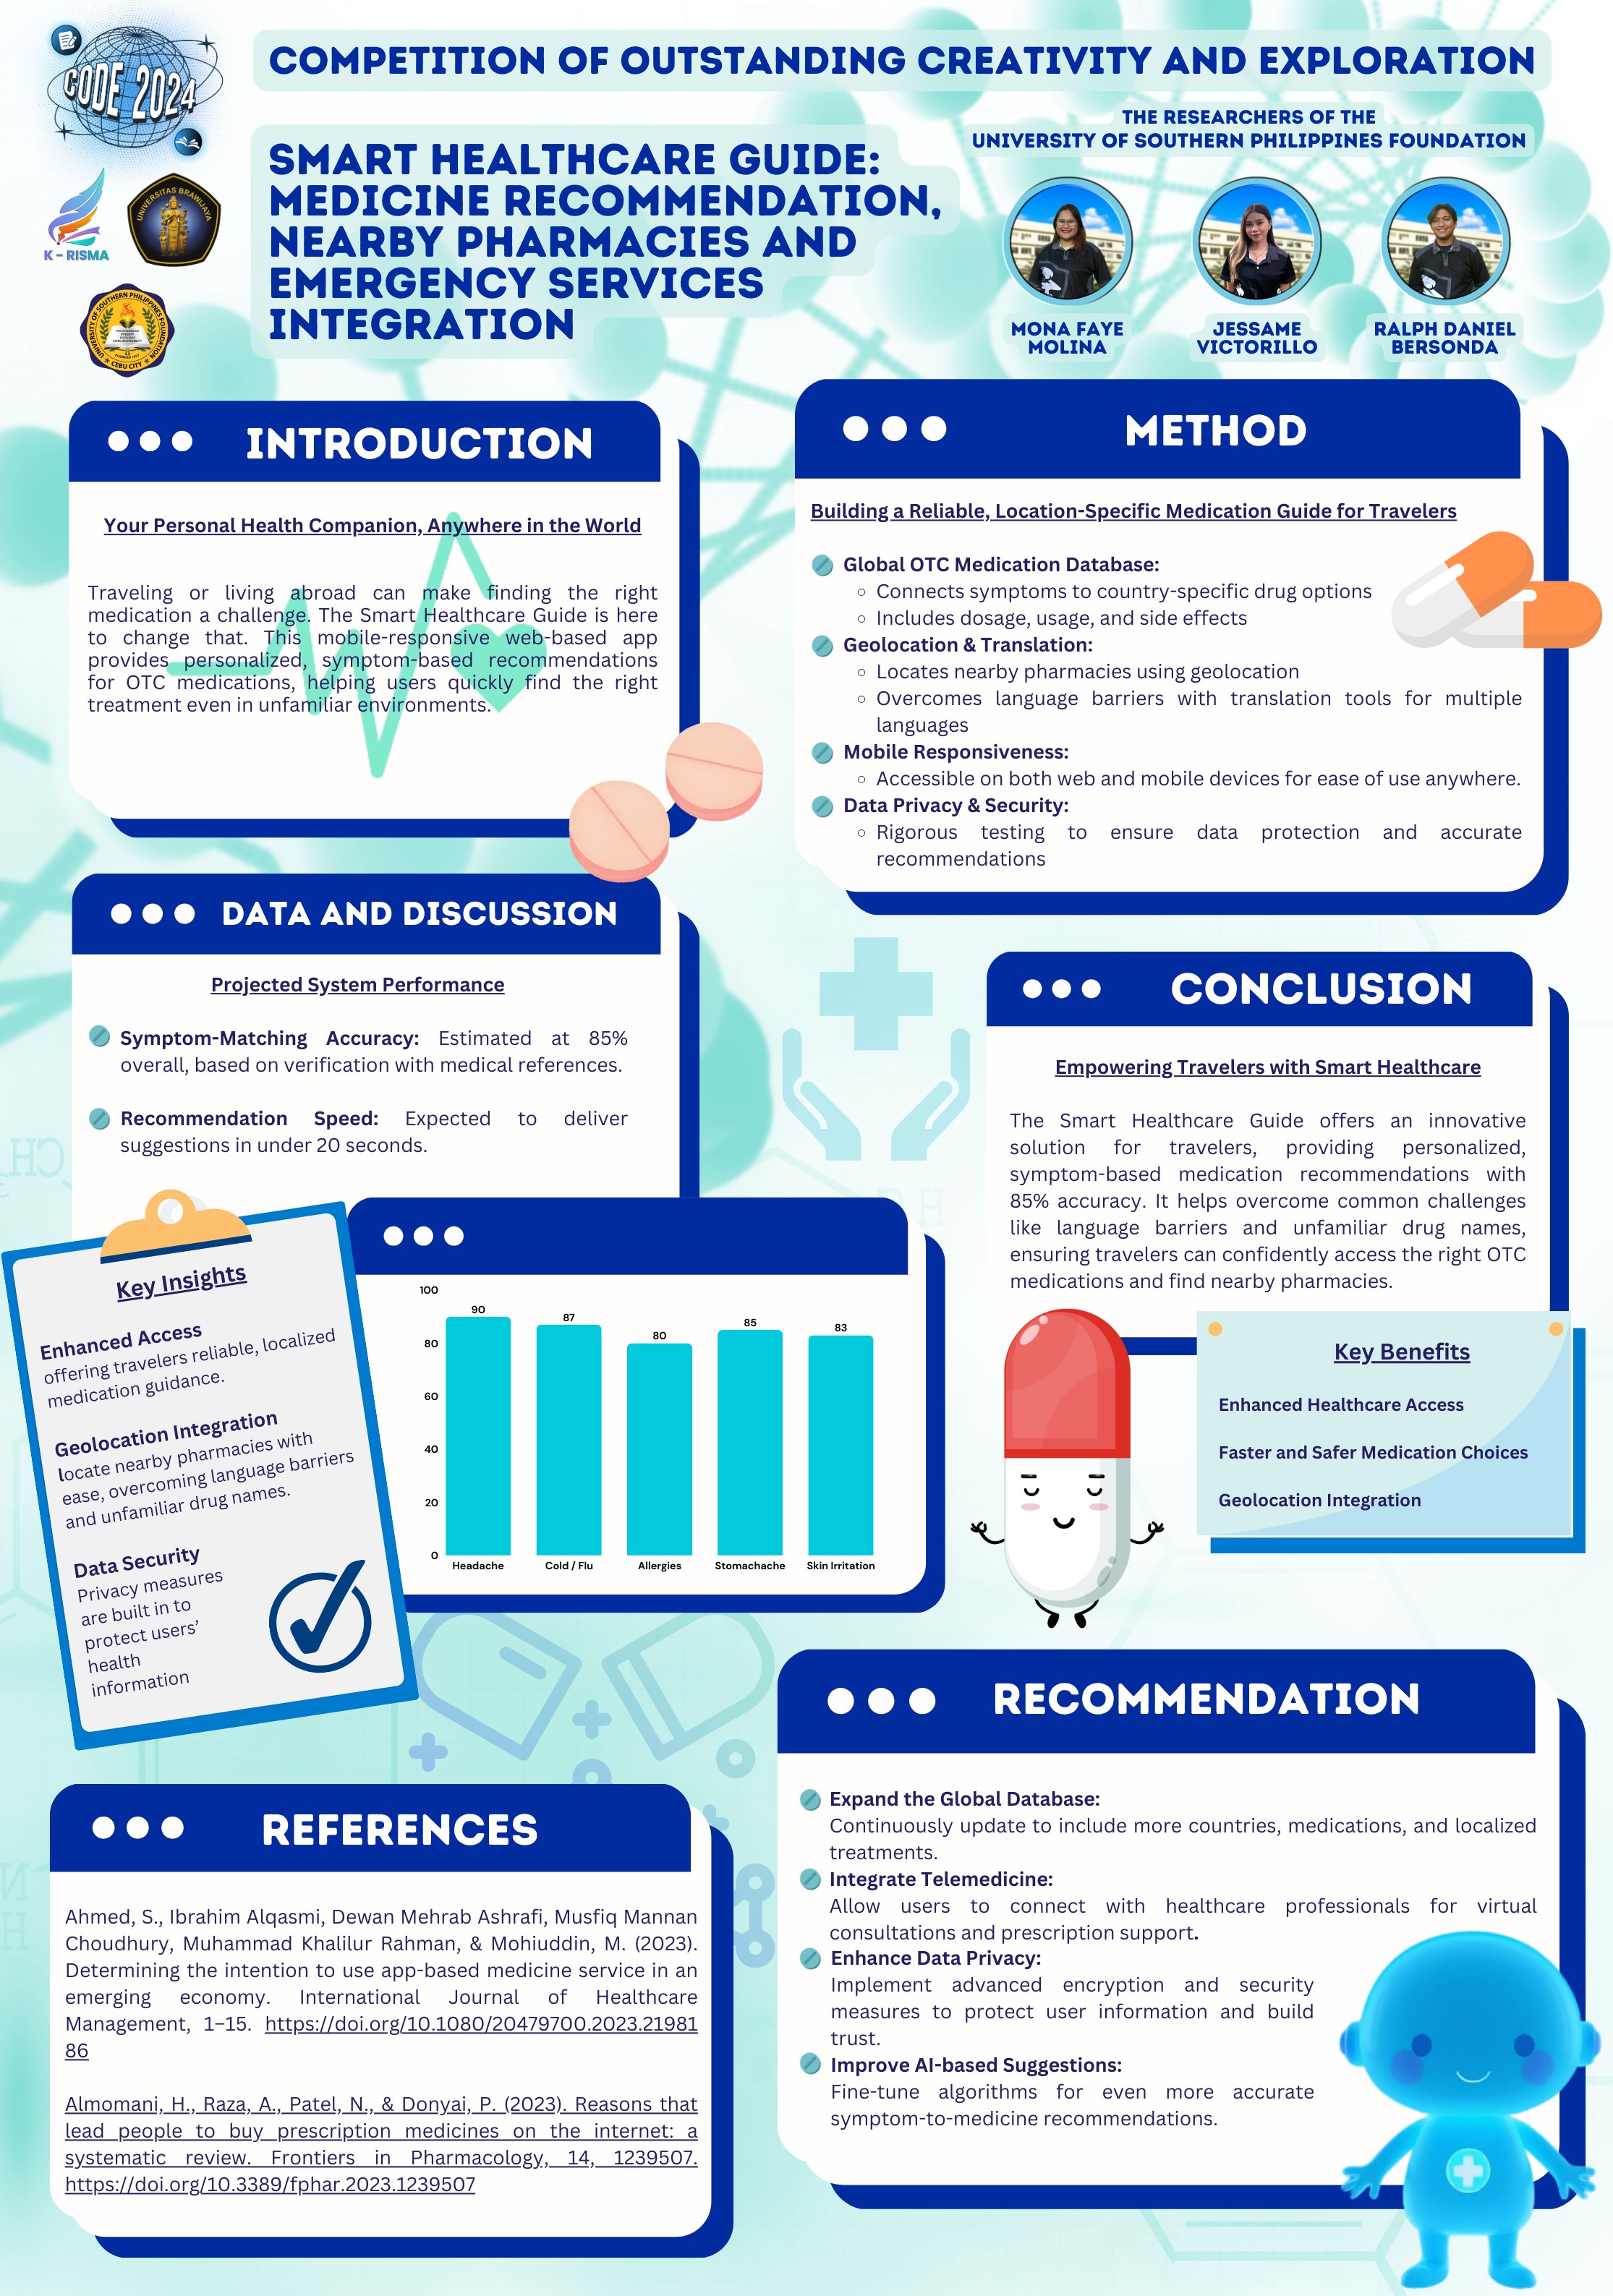 CODE 2024
COMPETITION OF OUTSTANDING CREATIVITY AND EXPLORATION
K - RISMA
UNIVERSITAS BRAWIJAYA
UNIVERSITY OF SOUTHERN PHILIPPINES FOUNDATION
CEBU CITY
SMART HEALTHCARE GUIDE:
MEDICINE RECOMMENDATION,
NEARBY PHARMACIES AND
EMERGENCY SERVICES
INTEGRATION
THE RESEARCHERS OF THE
UNIVERSITY OF SOUTHERN PHILIPPINES FOUNDATION
MONA FAYE
MOLINA
JESSAME
VICTORILLO
RALPH DANIEL
BERSONDA
INTRODUCTION
Your Personal Health Companion, Anywhere in the World
Traveling or living abroad can make finding the right
medication a challenge. The Smart Healthcare Guide is here
to change that. This mobile-responsive web-based app
provides personalized, symptom-based recommendations
for OTC medications, helping users quickly find the right
treatment even in unfamiliar environments.
METHOD
Building a Reliable, Location-Specific Medication Guide for Travelers
Global OTC Medication Database:
Connects symptoms to country-specific drug options
Includes dosage, usage, and side effects
Geolocation & Translation:
Locates nearby pharmacies using geolocation
Overcomes language barriers with translation tools for multiple
languages
Mobile Responsiveness:
Accessible on both web and mobile devices for ease of use anywhere.
Data Privacy & Security:
Rigorous testing to ensure data protection and accurate
recommendations
DATA AND DISCUSSION
Projected System Performance
Symptom-Matching Accuracy: Estimated at 85%
overall, based on verification with medical references.
Recommendation Speed: Expected to deliver
suggestions in under 20 seconds.
Key Insights
Enhanced Access
offering travelers reliable, localized
medication guidance.
Geolocation Integration
locate nearby pharmacies with
ease, overcoming language barriers
and unfamiliar drug names.
Data Security
Privacy measures
are built in to
protect users'
health
information
100
80
60
40
20
0
90
87
80
85
83
Headache
Cold / Flu
Allergies
Stomachache
Skin Irritation
CONCLUSION
Empowering Travelers with Smart Healthcare
The Smart Healthcare Guide offers an innovative
solution for travelers, providing personalized,
symptom-based medication recommendations with
85% accuracy. It helps overcome common challenges
like language barriers and unfamiliar drug names,
ensuring travelers can confidently access the right OTC
medications and find nearby pharmacies.
Key Benefits
Enhanced Healthcare Access
Faster and Safer Medication Choices
Geolocation Integration
RECOMMENDATION
Expand the Global Database:
Continuously update to include more countries, medications, and localized
treatments.
Integrate Telemedicine:
Allow users to connect with healthcare professionals for virtual
consultations and prescription support.
Enhance Data Privacy:
Implement advanced encryption and security
measures to protect user information and build
trust.
Improve AI-based Suggestions:
Fine-tune algorithms for even more accurate
symptom-to-medicine recommendations.
REFERENCES
Ahmed, S., Ibrahim Alqasmi, Dewan Mehrab Ashrafi, Musfiq Mannan
Choudhury, Muhammad Khalilur Rahman, & Mohiuddin, M. (2023).
Determining the intention to use app-based medicine service in an
emerging economy. International Journal of Healthcare
Management, 1–15. https://doi.org/10.1080/20479700.2023.21981
86
Almomani, H., Raza, A., Patel, N., & Donyai, P. (2023). Reasons that
lead people to buy prescription medicines on the internet: a
systematic review. Frontiers in Pharmacology, 14, 1239507.
https://doi.org/10.3389/fphar.2023.1239507